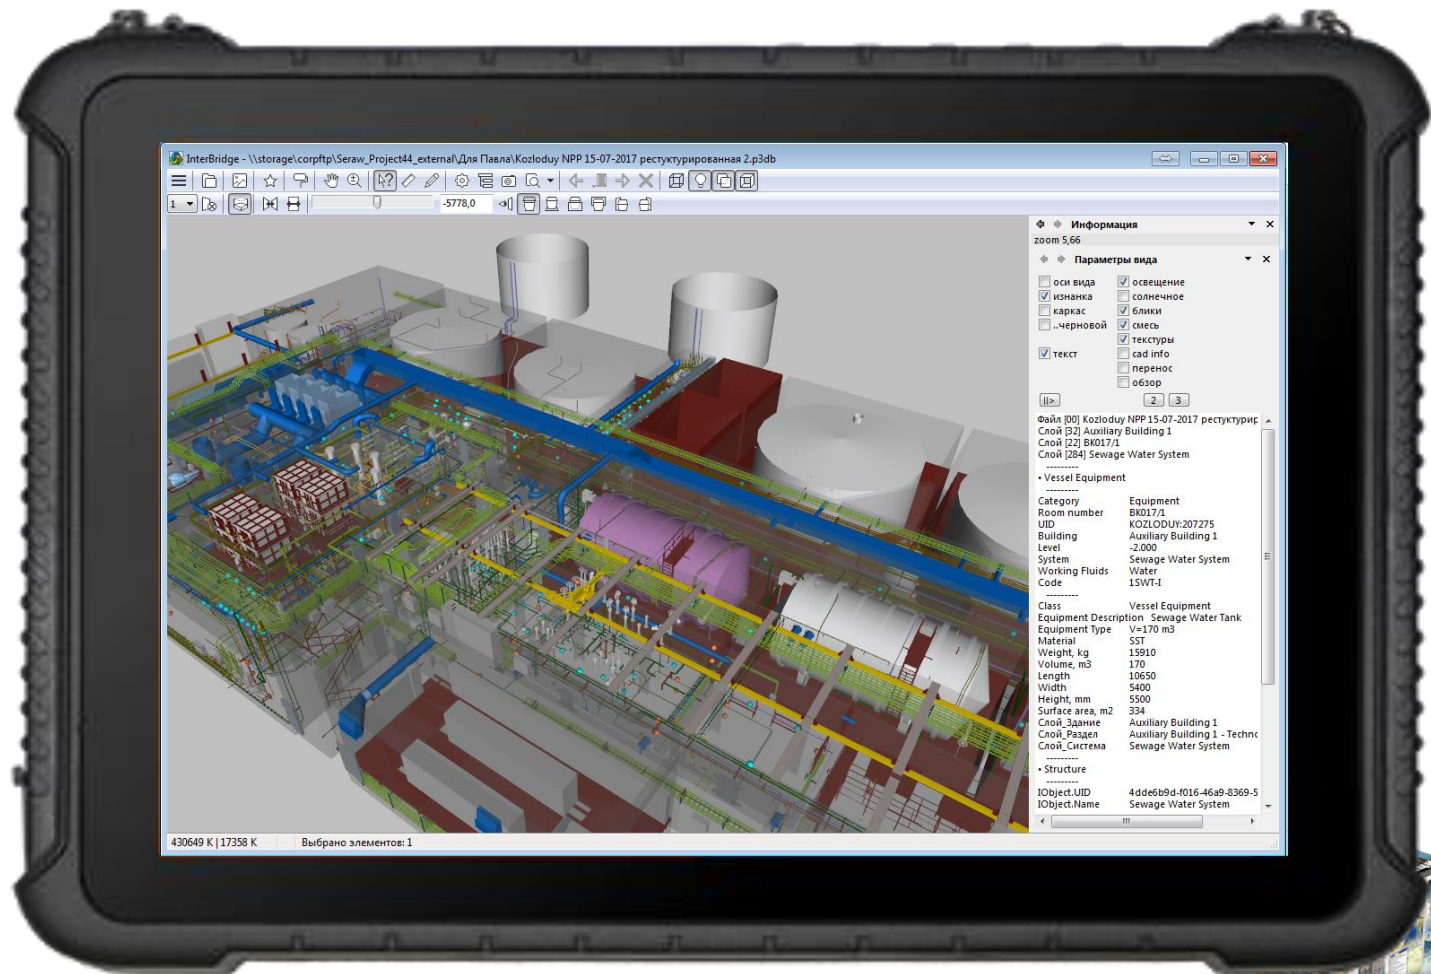 InterBridge - \\storage\corpftp\Seraw_Project44_external\Для Павла\Kozloduy NPP 15-07-2017 рестуктурированная 2.p3db
1 -5778,0
Информация
zoom 5,66
Параметры вида
оси вида освещение
изнанка солнечное
каркас блики
..черновой смесь
текстуры
текст cad info
перенос
обзор
||> 2 3
Файл [00] Kozloduy NPP 15-07-2017 рестуктуриг
Слой [32] Auxiliary Building 1
Слой [22] BK017/1
Слой [284] Sewage Water System
---------
• Vessel Equipment
---------
Category Equipment
Room number BK017/1
UID KOZLODUY:207275
Building Auxiliary Building 1
Level -2.000
System Sewage Water System
Working Fluids Water
Code 1SWT-I
---------
Class Vessel Equipment
Equipment Description Sewage Water Tank
Equipment Type V=170 m3
Material SST
Weight, kg 15910
Volume, m3 170
Length 10650
Width 5400
Height, mm 5500
Surface area, m2 334
Слой_Здание Auxiliary Building 1
Слой_Раздел Auxiliary Building 1 - Techno
Слой_Система Sewage Water System
---------
• Structure
---------
IObject.UID 4dde6b9d-f016-46a9-8369-5
IObject.Name Sewage Water System
430649 K | 17358 K Выбрано элементов: 1